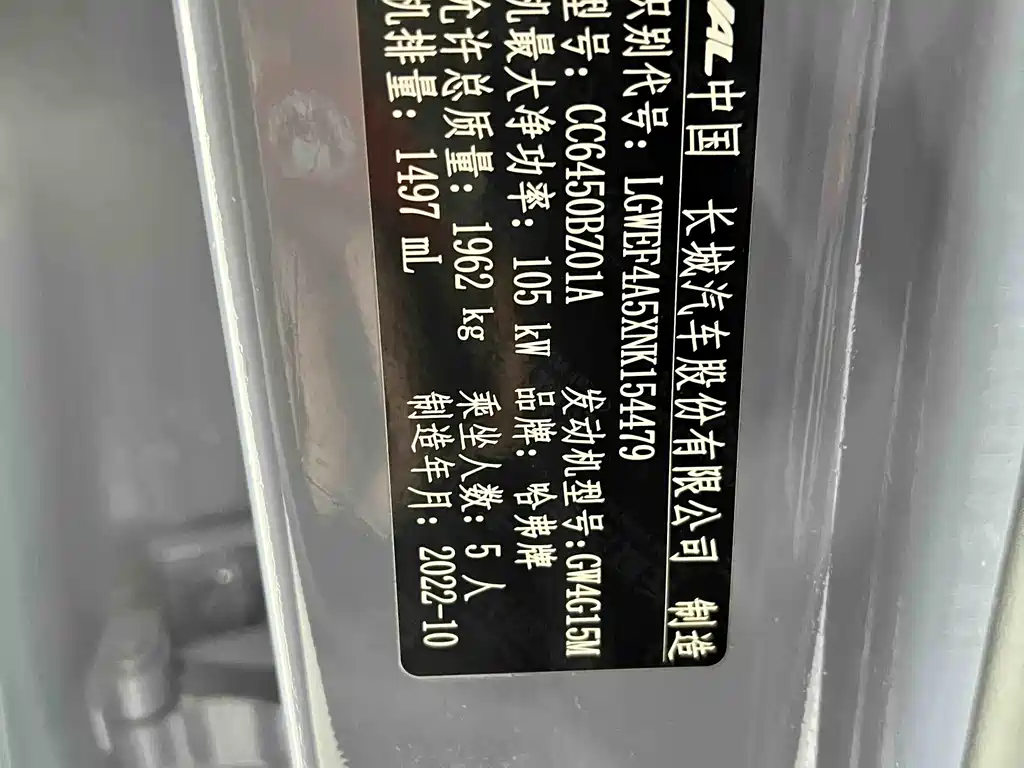 VAL 中国 长城汽车股份有限公司 制造
识别代号: LGWEF4A5XNK154479
型号: CC6450BZ01A 发动机型号:GW4G15M
机最大净功率: 105 kW 品牌: 哈弗牌
允许总质量: 1962 kg 乘坐人数: 5 人
机排量: 1497 mL 制造年月: 2022-10